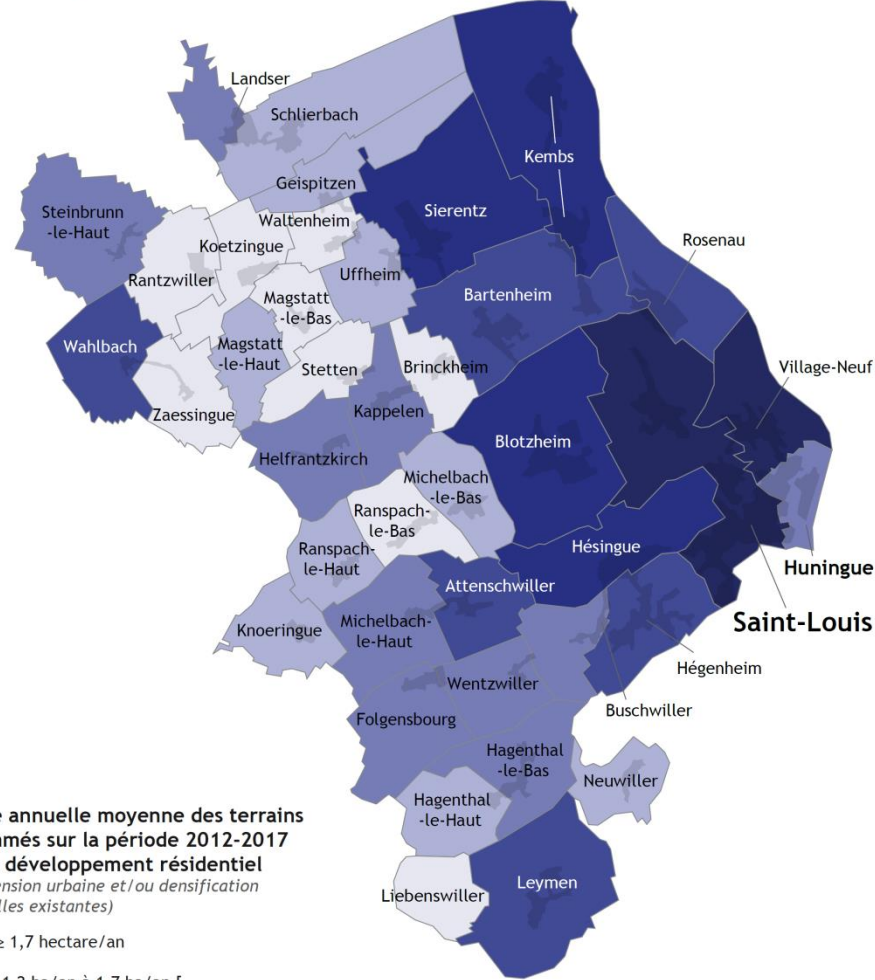 Landser
Schlierbach
Kembs
Geispitzen
Sierentz
Steinbrunn
-le-Haut
Waltenheim
Koetzingue
Rosenau
Rantzwiller
Uffheim
Bartenheim
Magstatt
-le-Bas
Wahlbach
Magstatt
-le-Haut
Stetten
Brinckheim
Village-Neuf
Zaessingue
Kappelen
Blotzheim
Helfrantzkirch
Michelbach
-le-Bas
Ranspach-
le-Bas
Ranspach-
le-Haut
Hésingue
Huningue
Attenschwiller
Saint-Louis
Knoeringue
Michelbach-
le-Haut
Hégenheim
Wentzwiller
Buschwiller
Folgensbourg
Hagenthal
-le-Bas
Neuwiller
Hagenthal
-le-Haut
Leymen
Liebenswiller
annuelle moyenne des terrains
sur la période 2012-2017
développement résidentiel
urbaine et/ou densification
existantes)
≥ 1,7 hectare/an